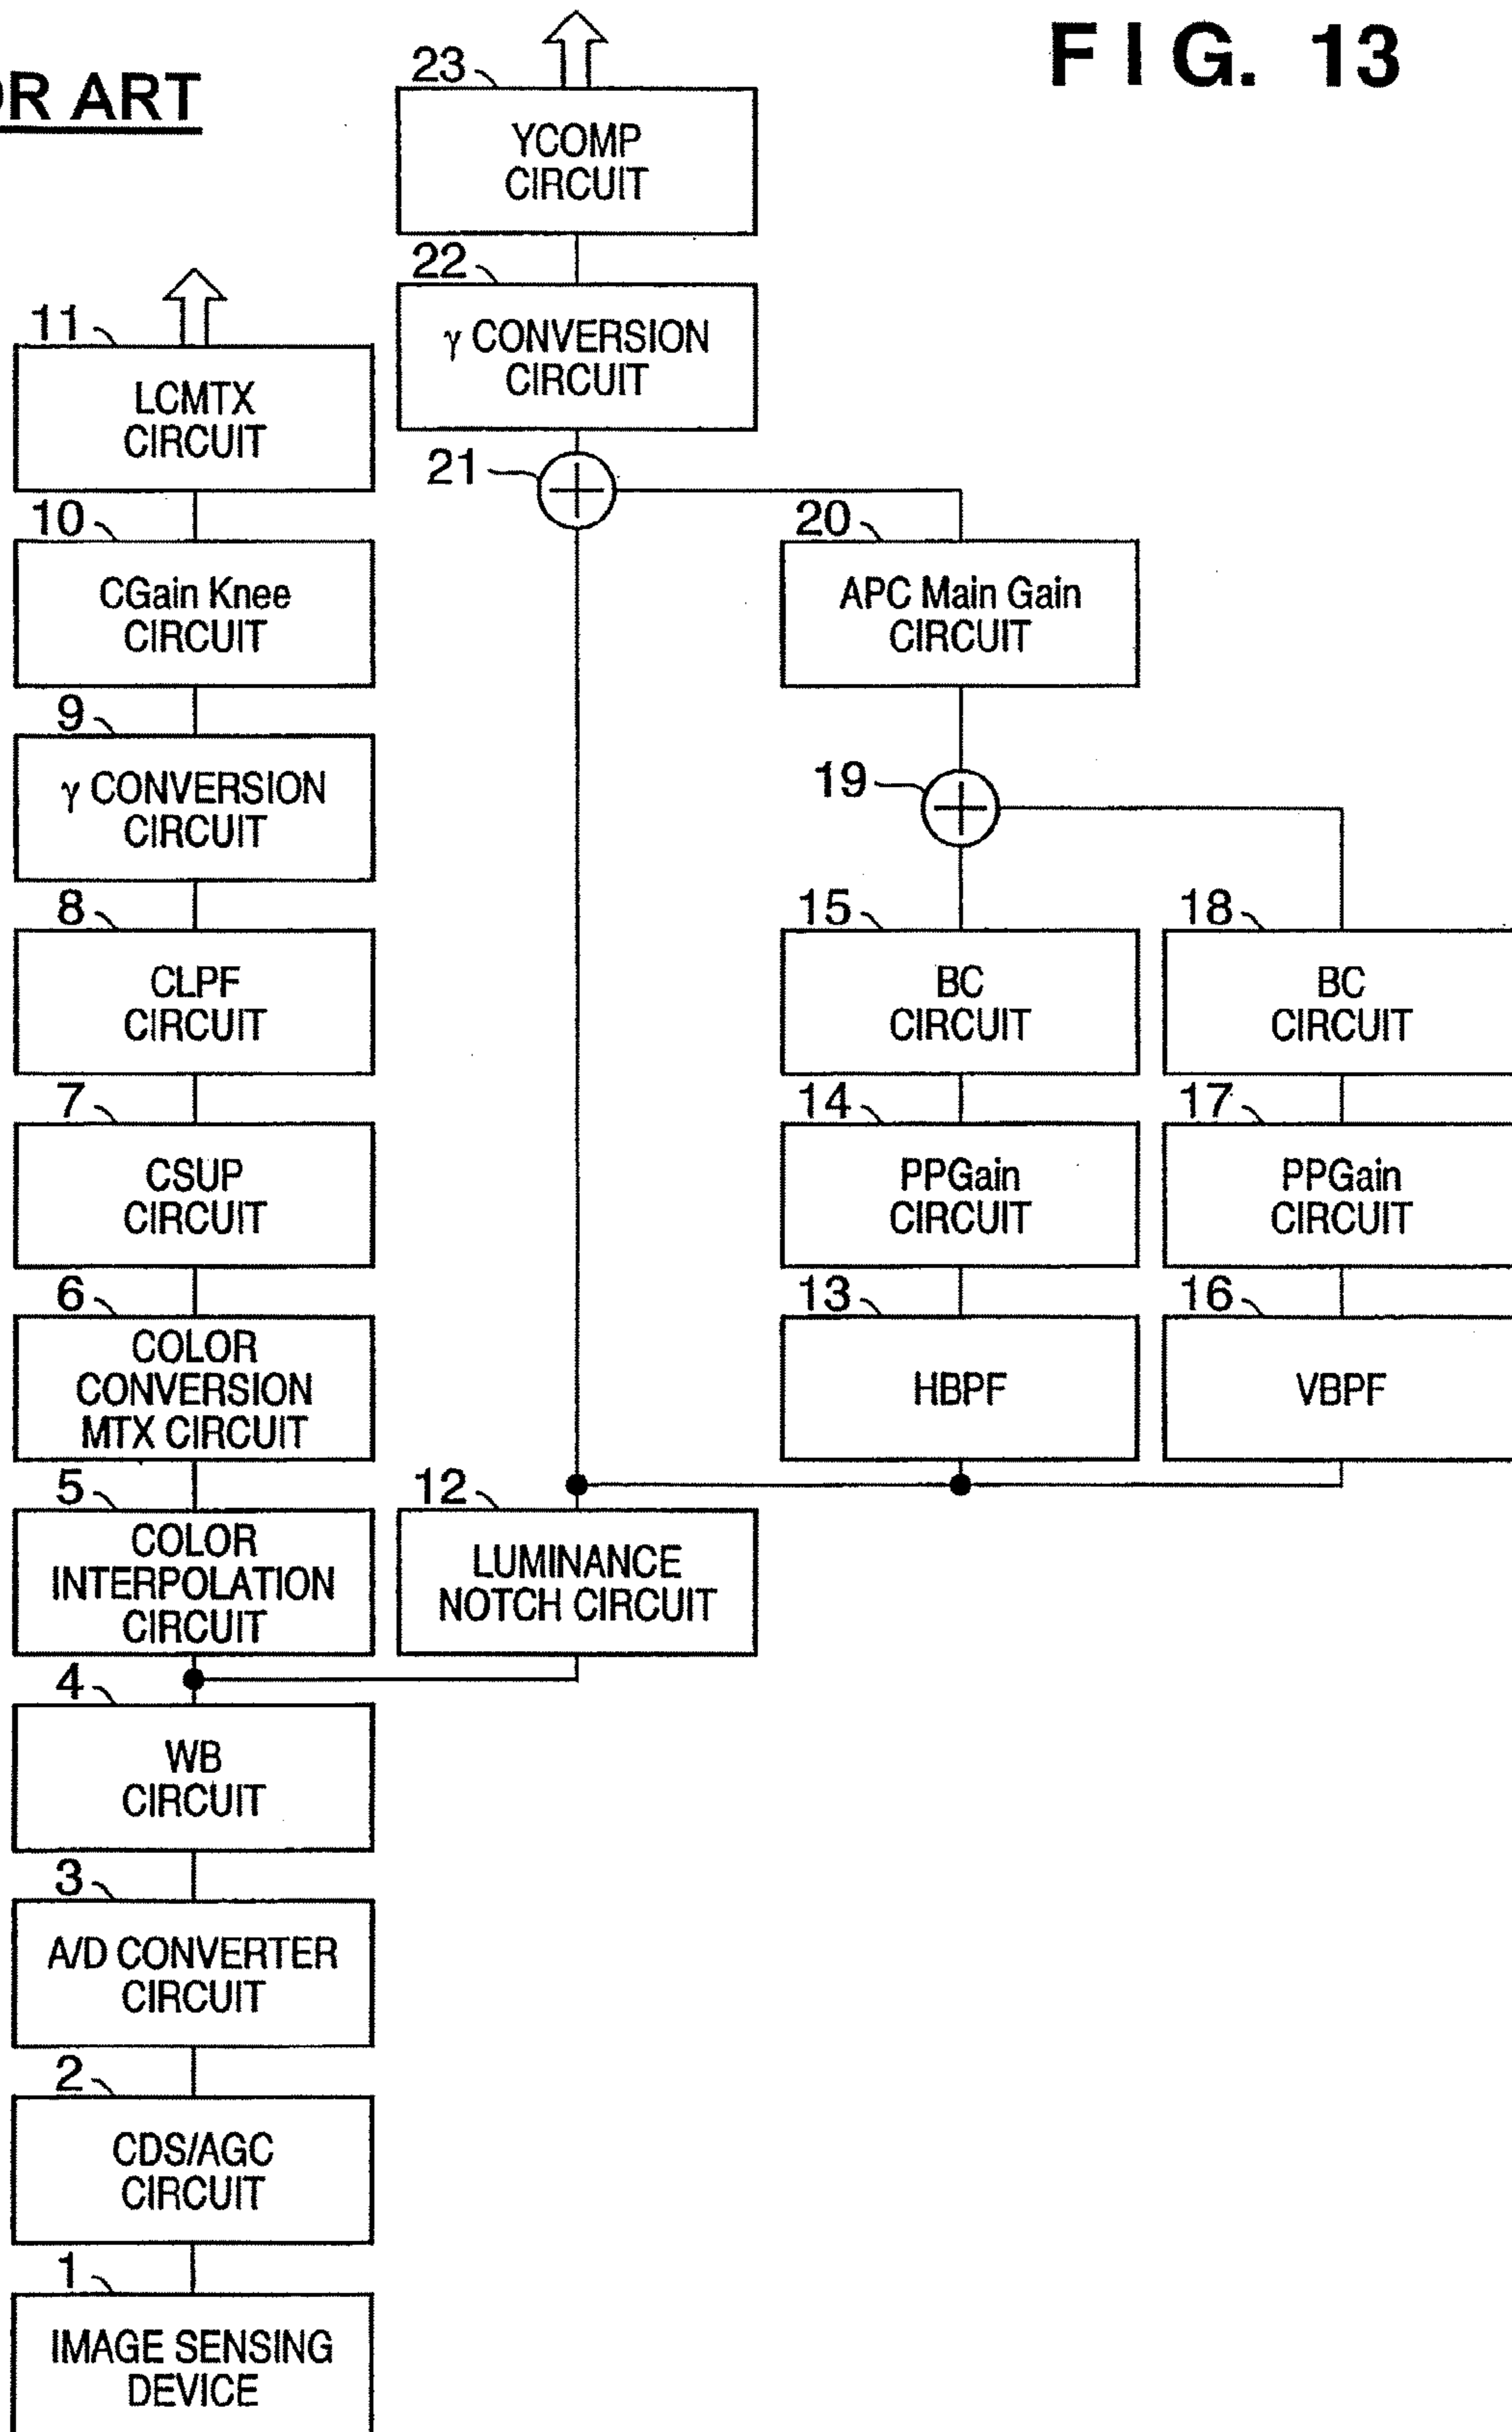 OR ART
FIG. 13
23
YCOMP
CIRCUIT
22
γ CONVERSION
CIRCUIT
21
11
LCMTX
CIRCUIT
10
CGain Knee
CIRCUIT
9
γ CONVERSION
CIRCUIT
8
CLPF
CIRCUIT
7
CSUP
CIRCUIT
6
COLOR
CONVERSION
MTX CIRCUIT
5
COLOR
INTERPOLATION
CIRCUIT
4
WB
CIRCUIT
3
A/D CONVERTER
CIRCUIT
2
CDS/AGC
CIRCUIT
1
IMAGE SENSING
DEVICE
12
LUMINANCE
NOTCH CIRCUIT
20
APC Main Gain
CIRCUIT
19
15
BC
CIRCUIT
14
PPGain
CIRCUIT
13
HBPF
18
BC
CIRCUIT
17
PPGain
CIRCUIT
16
VBPF